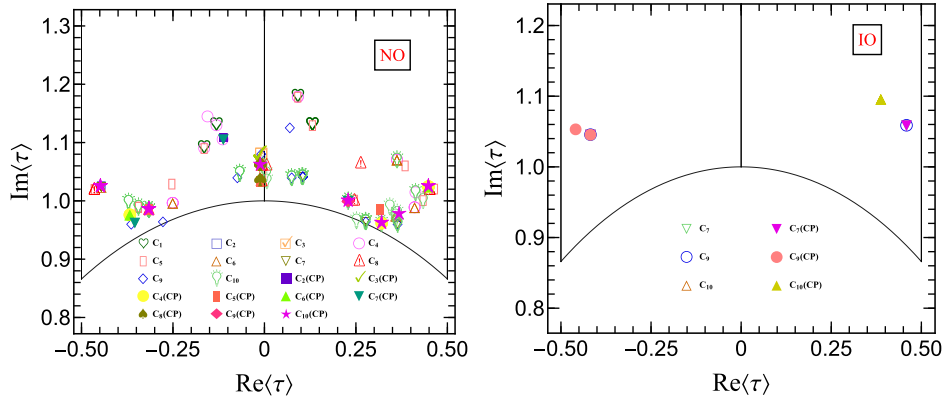 1.3
1.2
1.1
1.0
0.9
0.8
Im⟨τ⟩
NO
C₁ C₂ C₃ C₄
C₅ C₆ C₇ C₈
C₉ C₁₀ C₂(CP) C₃(CP)
C₄(CP) C₅(CP) C₆(CP) C₇(CP)
C₈(CP) C₉(CP) C₁₀(CP)
−0.50 −0.25 0 0.25 0.50
Re⟨τ⟩
1.2
1.1
1.0
0.9
0.8
Im⟨τ⟩
IO
C₇ C₇(CP)
C₉ C₉(CP)
C₁₀ C₁₀(CP)
−0.50 −0.25 0 0.25 0.50
Re⟨τ⟩